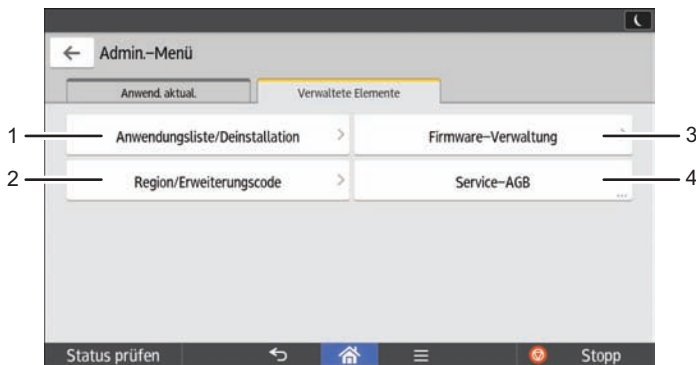 Admin.-Menü
Anwend. aktual. Verwaltete Elemente
1 Anwendungsliste/Deinstallation Firmware-Verwaltung 3
2 Region/Erweiterungscode Service-AGB 4
...
Status prüfen Stopp